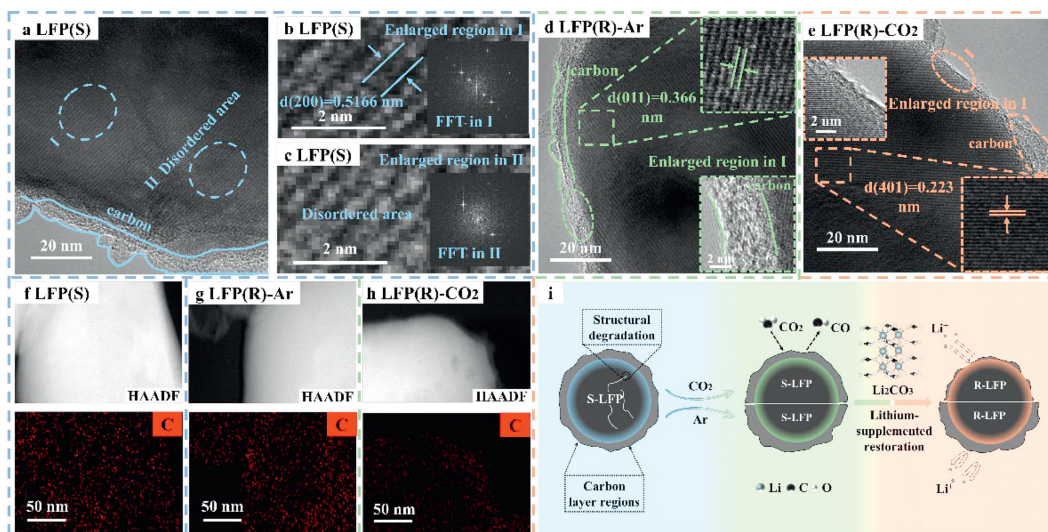 a LFP(S)
I
II Disordered area
carbon
20 nm
b LFP(S)
Enlarged region in I
d(200)=0.5166 nm
2 nm
FFT in I
c LFP(S)
Enlarged region in II
Disordered area
2 nm
FFT in II
d LFP(R)-Ar
carbon
d(011)=0.366
nm
Enlarged region in I
I
carbon
2 nm
20 nm
e LFP(R)-CO2
I
2 nm
Enlarged region in I
carbon
d(401)=0.223
nm
20 nm
f LFP(S)
HAADF
C
50 nm
g LFP(R)-Ar
HAADF
C
50 nm
h LFP(R)-CO2
HAADF
C
50 nm
i
Structural
degradation
S-LFP
Carbon
layer regions
CO2
Ar
CO2
CO
S-LFP
S-LFP
Li
C
O
Li2CO3
Lithium-
supplemented
restoration
Li+
R-LFP
R-LFP
Li+